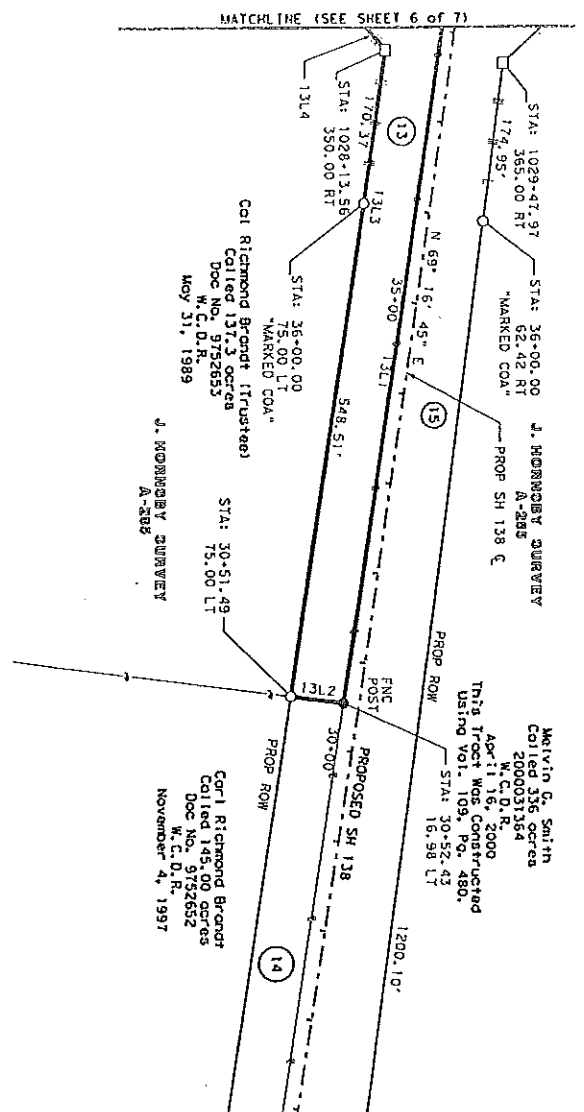 MATCHLINE (SEE SHEET 6 of 7)
STA: 1029+47.97
365.00 RT
174.95'
STA: 36+00.00
62.42 RT
"MARKED COA"
J. HORNSBY SURVEY
A-285
13L4
170.37
STA: 1028+13.56
350.00 RT
13
13L3
N 69° 16' 45" E
35+00
13L1
15
PROP SH 138 ℄
STA: 36+00.00
75.00 LT
"MARKED COA"
548.51'
Cal Richmond Brandt (Trustee)
Called 137.3 acres
Doc No. 9752653
W.C.D.R.
May 31, 1989
J. HORNSBY SURVEY
A-285
STA: 30+51.49
75.00 LT
13L2
FNC
POST
PROP ROW
Melvin G. Smith
Called 336 acres
2000031364
W.C.D.R.
April 16, 2000
This Tract Was Constructed
Using Vol. 109, Pg. 480.
STA: 30+52.43
16.98 LT
30+00
PROPOSED SH 138
PROP ROW
1200.10'
Carl Richmond Brandt
Called 145.00 acres
Doc No. 9752652
W.C.D.R.
November 4, 1997
14